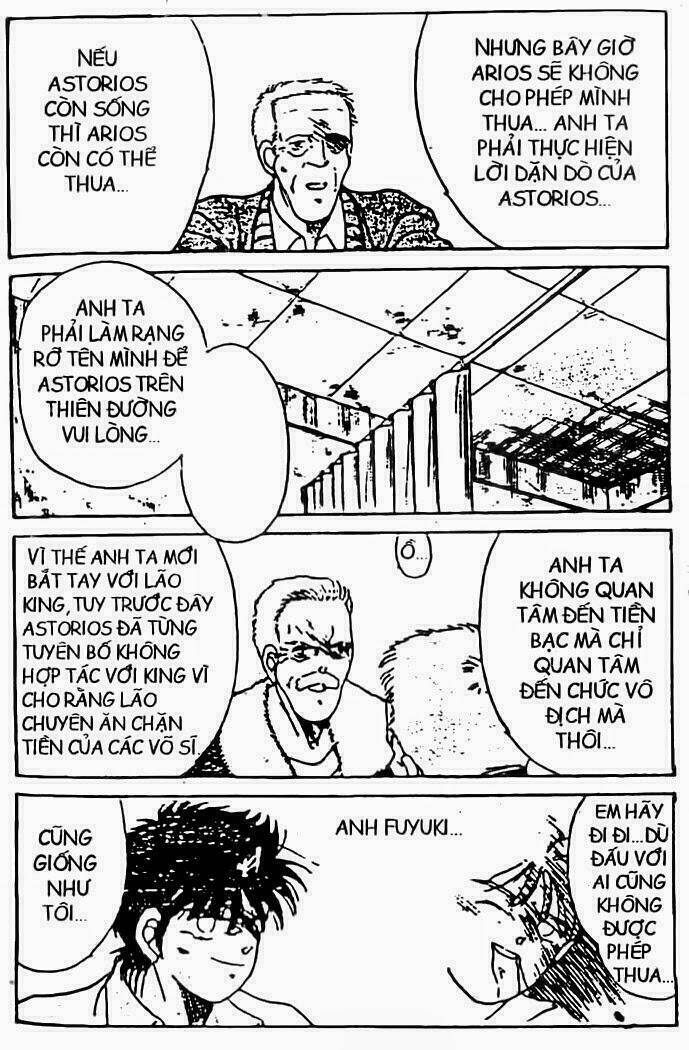 NẾU
ASTORIOS
CÒN SỐNG
THÌ ARIOS
CÒN CÓ THỂ
THUA...
NHƯNG BÂY GIỜ
ARIOS SẼ KHÔNG
CHO PHÉP MÌNH
THUA... ANH TA
PHẢI THỰC HIỆN
LỜI DẶN DÒ CỦA
ASTORIOS...
ANH TA
PHẢI LÀM RẠNG
RỠ TÊN MÌNH ĐỂ
ASTORIOS TRÊN
THIÊN ĐƯỜNG
VUI LÒNG...
VÌ THẾ ANH TA MỚI
BẮT TAY VỚI LÃO
KING, TUY TRƯỚC ĐÂY
ASTORIOS ĐÃ TỪNG
TUYÊN BỐ KHÔNG
HỢP TÁC VỚI KING VÌ
CHO RẰNG LÃO
CHUYÊN ĂN CHẶN
TIỀN CỦA CÁC VÕ SĨ
Ồ...
ANH TA
KHÔNG QUAN
TÂM ĐẾN TIỀN
BẠC MÀ CHỈ
QUAN TÂM
ĐẾN CHỨC VÔ
ĐỊCH MÀ
THÔI...
CŨNG
GIỐNG
NHƯ
TÔI...
ANH FUYUKI...
EM HÃY
ĐI ĐI...DÙ
ĐẤU VỚI
AI CŨNG
KHÔNG
ĐƯỢC
PHÉP
THUA...